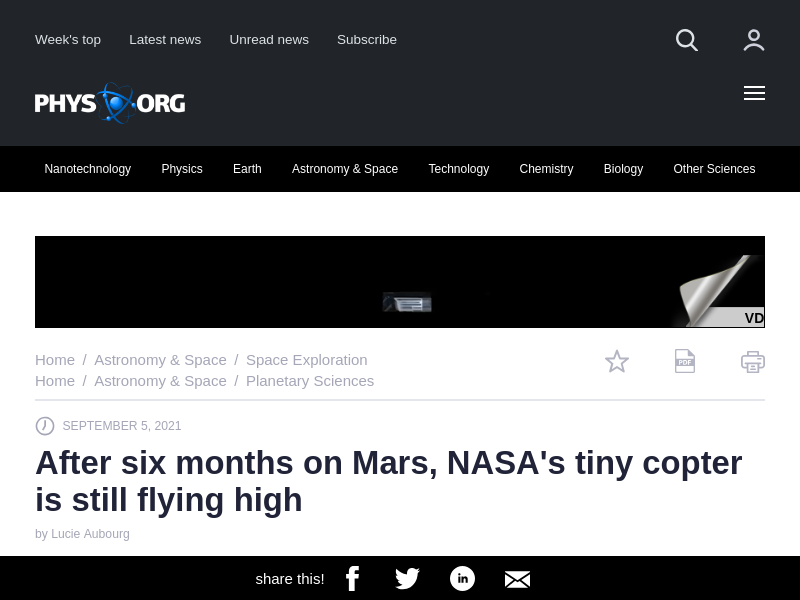 Week's top Latest news Unread news Subscribe
PHYS ORG
Nanotechnology Physics Earth Astronomy & Space Technology Chemistry Biology Other Sciences
VD
Home / Astronomy & Space / Space Exploration
PDF
Home / Astronomy & Space / Planetary Sciences
SEPTEMBER 5, 2021
After six months on Mars, NASA's tiny copter
is still flying high
by Lucie Aubourg
share this! f in